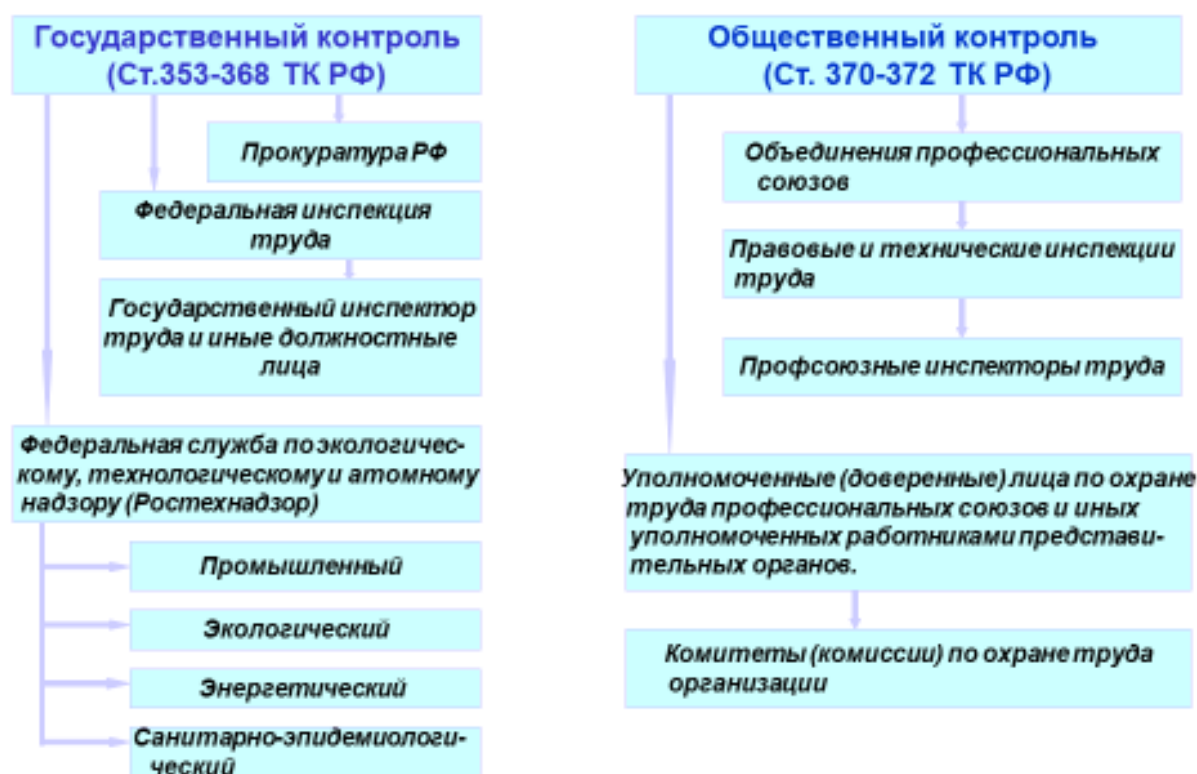 Государственный контроль
(Ст.353-368 ТК РФ)
Прокуратура РФ
Федеральная инспекция
труда
Государственный инспектор
труда и иные должностные
лица
Федеральная служба по экологичес-
кому, технологическому и атомному
надзору (Ростехнадзор)
Промышленный
Экологический
Энергетический
Санитарно-эпидемиологи-
ческий
Общественный контроль
(Ст. 370-372 ТК РФ)
Объединения профессиональных
союзов
Правовые и технические инспекции
труда
Профсоюзные инспекторы труда
Уполномоченные (доверенные) лица по охране
труда профессиональных союзов и иных
уполномоченных работниками представи-
тельных органов.
Комитеты (комиссии) по охране труда
организации